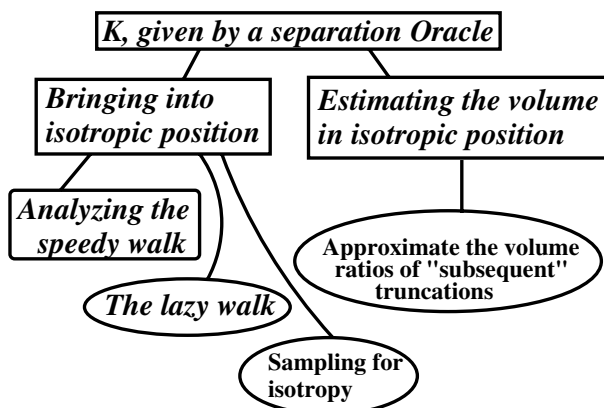 K, given by a separation Oracle
Bringing into
isotropic position
Estimating the volume
in isotropic position
Analyzing the
speedy walk
Approximate the volume
ratios of "subsequent"
truncations
The lazy walk
Sampling for
isotropy